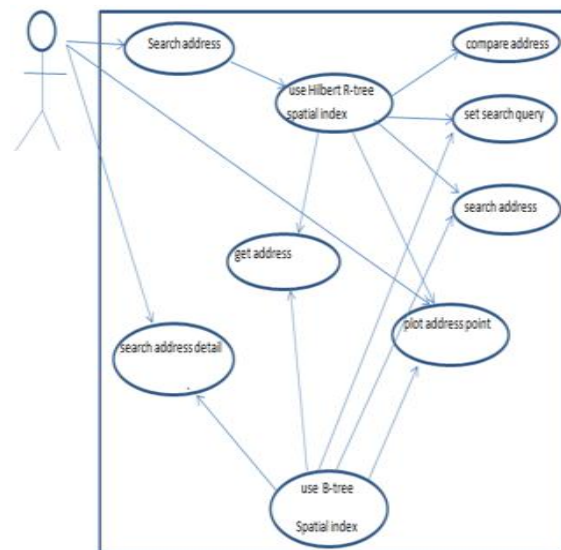 Search address
compare address
use Hilbert R-tree
spatial index
set search query
search address
get address
plot address point
search address detail
use B-tree
Spatial index